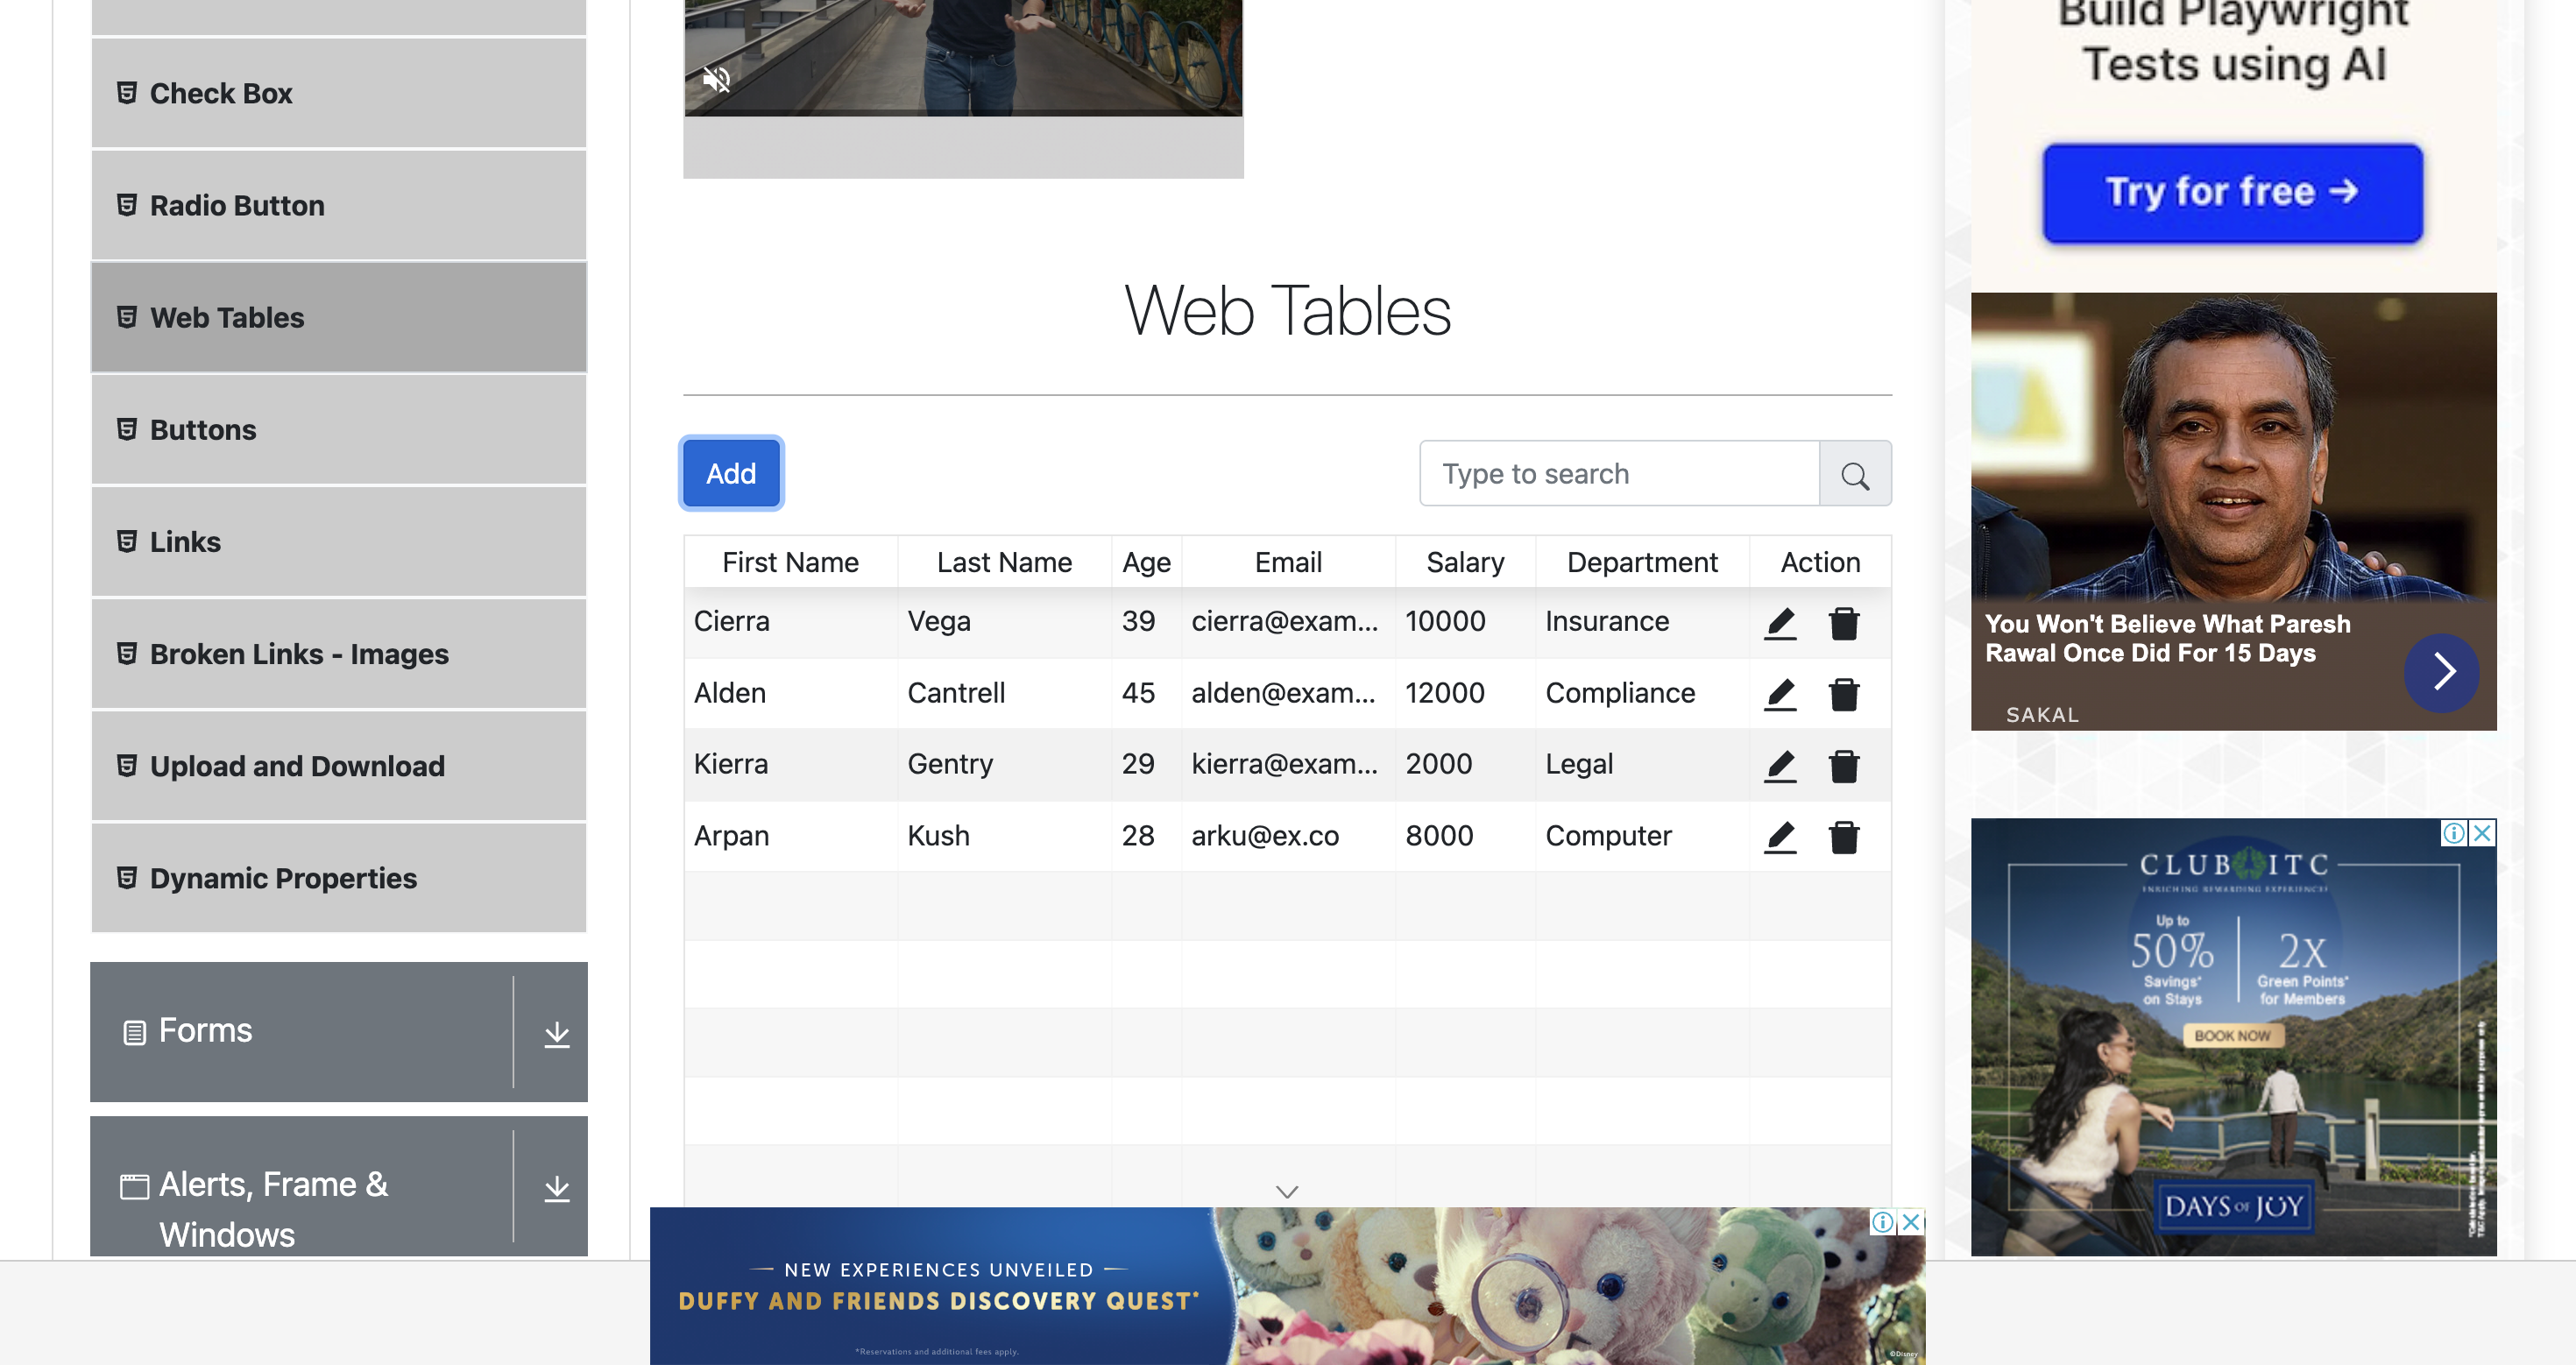 Check Box
Radio Button
Web Tables
Buttons
Links
Broken Links - Images
Upload and Download
Dynamic Properties
Forms
Alerts, Frame &
Windows
Web Tables
Add
Type to search
First Name Last Name Age Email Salary Department Action
Cierra Vega 39 cierra@exam... 10000 Insurance
Alden Cantrell 45 alden@exam... 12000 Compliance
Kierra Gentry 29 kierra@exam... 2000 Legal
Arpan Kush 28 arku@ex.co 8000 Computer
NEW EXPERIENCES UNVEILED
DUFFY AND FRIENDS DISCOVERY QUEST*
*Reservations and additional fees apply.
©Disney
Build Playwright
Tests using AI
Try for free →
You Won't Believe What Paresh
Rawal Once Did For 15 Days
SAKAL
CLUB ITC
ENRICHING REWARDING EXPERIENCES
Up to
50%
Savings*
on Stays
2X
Green Points*
for Members
BOOK NOW
DAYS OF JOY